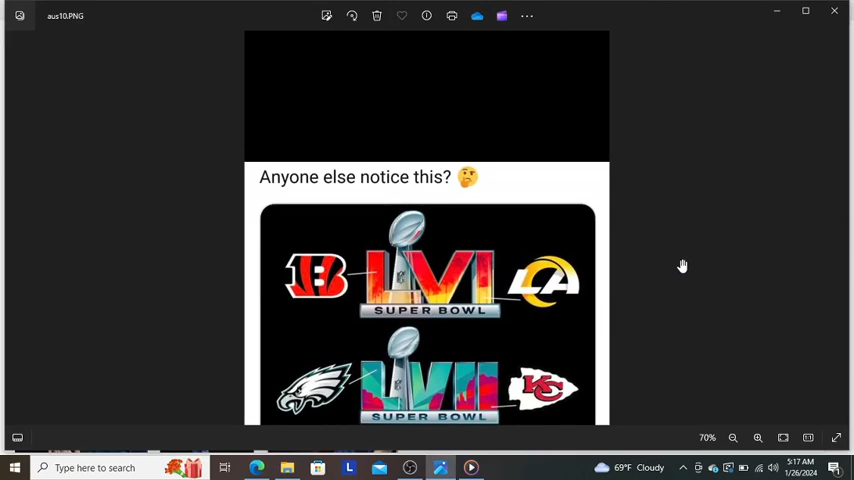 aus10.PNG
Anyone else notice this? 🤔
B
LVI
LA
SUPER BOWL
LVII
KC
SUPER BOWL
70%
Type here to search
L
69°F Cloudy
5:17 AM
1/26/2024
1